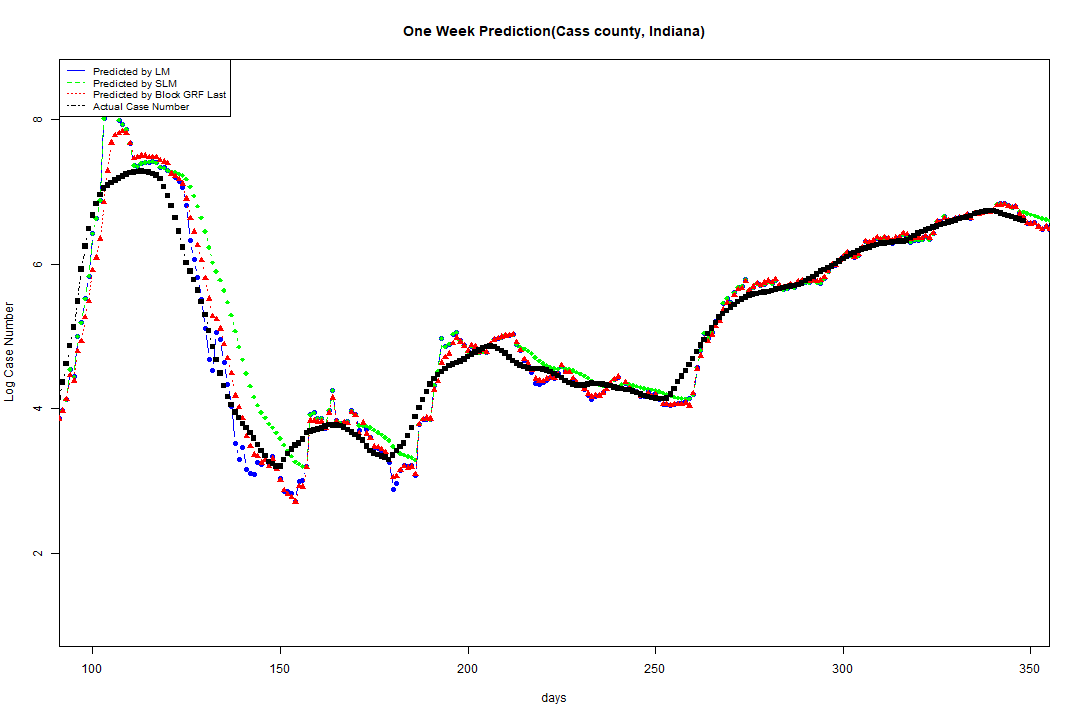 One Week Prediction(Cass county, Indiana)
Predicted by LM
Predicted by SLM
Predicted by Block GRF Last
Actual Case Number
8
6
4
2
Log Case Number
100 150 200 250 300 350
days